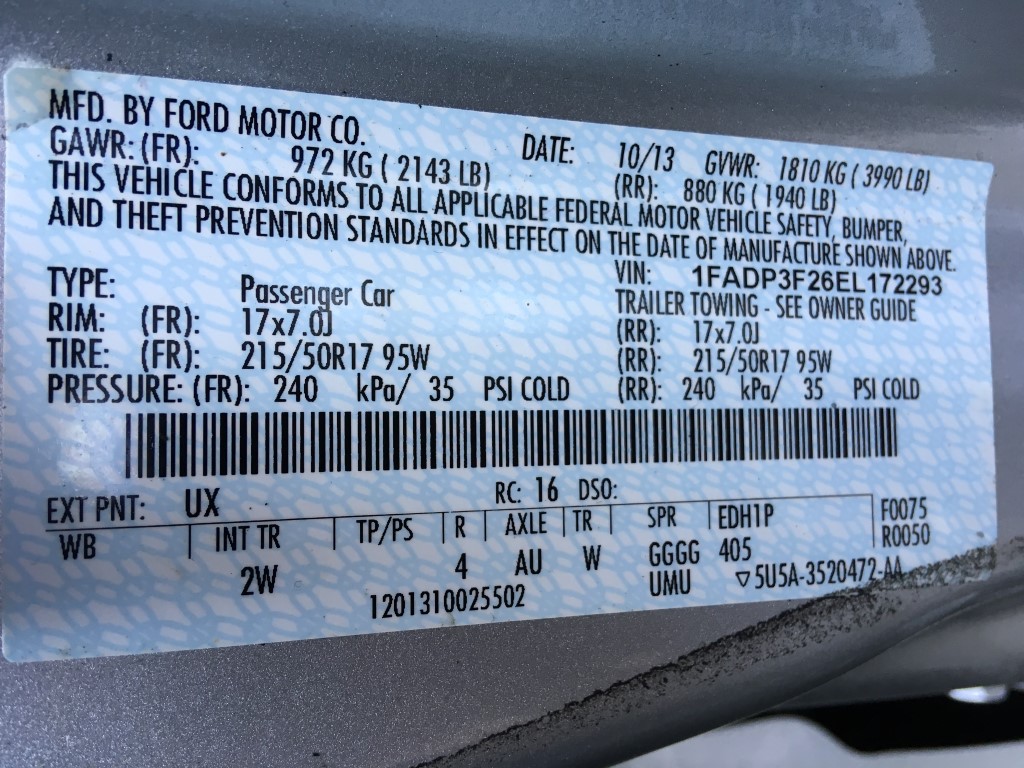 MFD. BY FORD MOTOR CO. DATE: 10/13 GVWR: 1810 KG ( 3990 LB)
GAWR: (FR): 972 KG ( 2143 LB) (RR): 880 KG ( 1940 LB)
THIS VEHICLE CONFORMS TO ALL APPLICABLE FEDERAL MOTOR VEHICLE SAFETY, BUMPER,
AND THEFT PREVENTION STANDARDS IN EFFECT ON THE DATE OF MANUFACTURE SHOWN ABOVE.
VIN: 1FADP3F26EL172293
TYPE: Passenger Car TRAILER TOWING - SEE OWNER GUIDE
RIM: (FR): 17x7.0J (RR): 17x7.0J
TIRE: (FR): 215/50R17 95W (RR): 215/50R17 95W
PRESSURE: (FR): 240 kPa/ 35 PSI COLD (RR): 240 kPa/ 35 PSI COLD
EXT PNT: UX RC: 16 DSO: F0075
WB INT TR TP/PS R AXLE TR SPR EDH1P R0050
2W 4 AU W GGGG 405
1201310025502 UMU ▽5U5A-3520472-AA